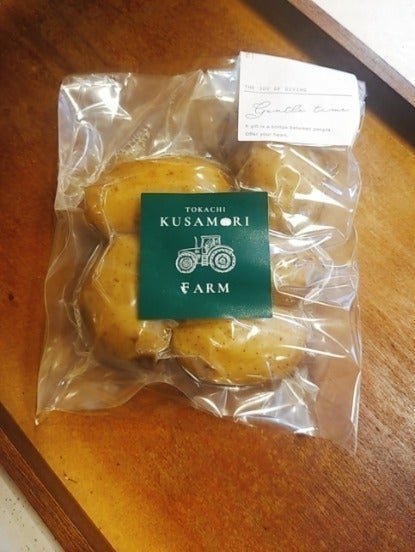 THE JOY OF GIVING
Gentle time
A gift is a bridge between people.
Offer your heart.
TOKACHI
KUSAMORI
FARM